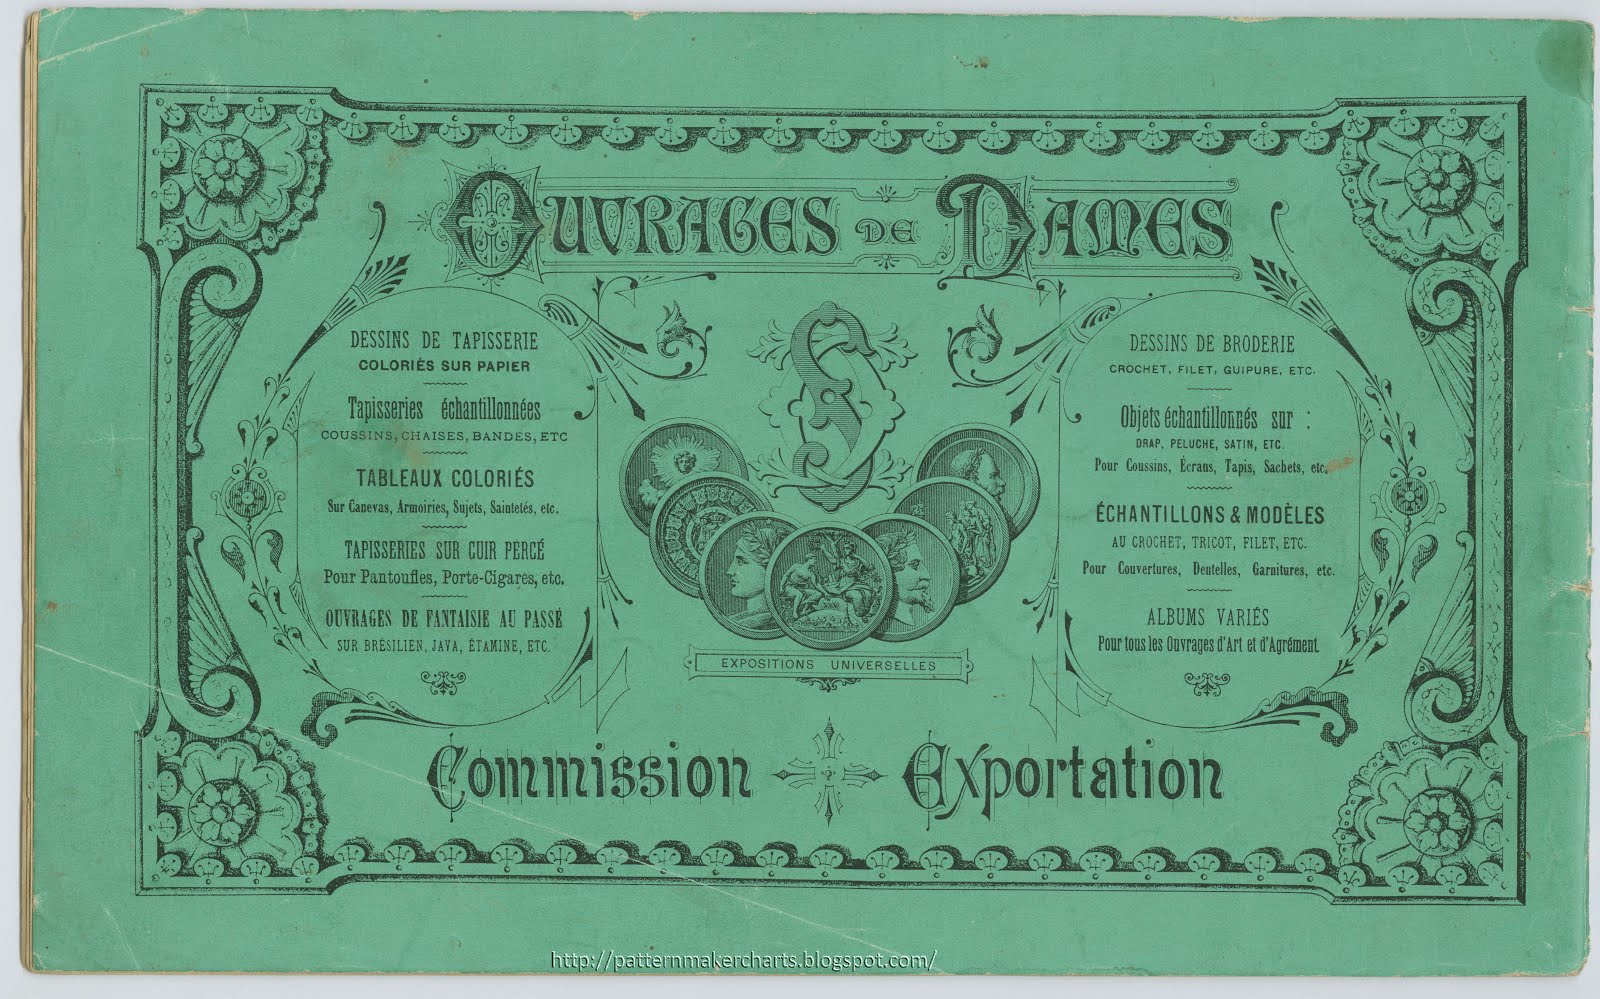 OUVRAGES DE DAMES
DESSINS DE TAPISSERIE
COLORIÉS SUR PAPIER
Tapisseries échantillonnées
COUSSINS, CHAISES, BANDES, ETC
TABLEAUX COLORIÉS
Sur Canevas, Armoiries, Sujets, Saintetés, etc.
TAPISSERIES SUR CUIR PERCÉ
Pour Pantoufles, Porte-Cigares, etc.
OUVRAGES DE FANTAISIE AU PASSÉ
SUR BRÉSILIEN, JAVA, ÉTAMINE, ETC.
EXPOSITIONS UNIVERSELLES
DESSINS DE BRODERIE
CROCHET, FILET, GUIPURE, ETC.
Objets échantillonnés sur :
DRAP, PELUCHE, SATIN, ETC.
Pour Coussins, Écrans, Tapis, Sachets, etc.
ÉCHANTILLONS & MODÈLES
AU CROCHET, TRICOT, FILET, ETC.
Pour Couvertures, Dentelles, Garnitures, etc.
ALBUMS VARIÉS
Pour tous les Ouvrages d'Art et d'Agrément
Commission Exportation
http://patternmakercharts.blogspot.com/